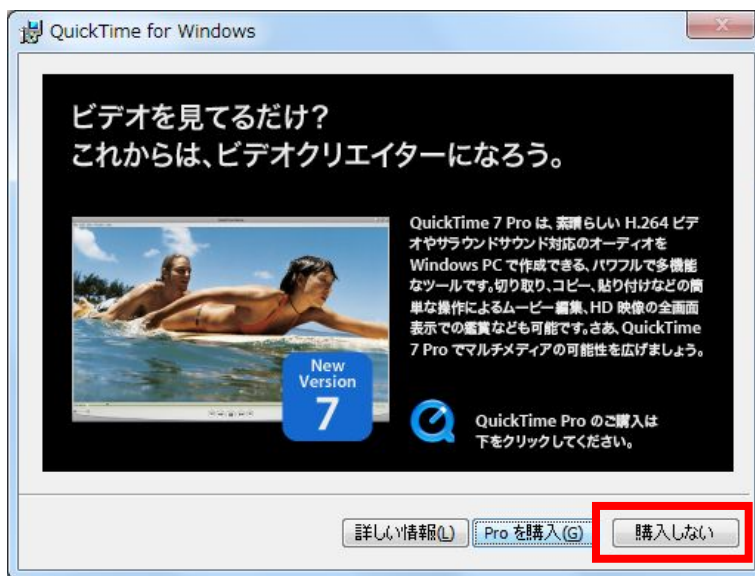 QuickTime for Windows
ビデオを見てるだけ?
これからは、ビデオクリエイターになろう。
QuickTime 7 Pro は、素晴らしい H.264 ビデ
オやサラウンドサウンド対応のオーディオを
Windows PC で作成できる、パワフルで多機能
なツールです。切り取り、コピー、貼り付けなどの簡
単な操作によるムービー編集、HD 映像の全画面
表示での鑑賞なども可能です。さあ、QuickTime
7 Pro でマルチメディアの可能性を広げましょう。
New
Version
7
QuickTime Pro のご購入は
下をクリックしてください。
詳しい情報(L)
Pro を購入(G)
購入しない